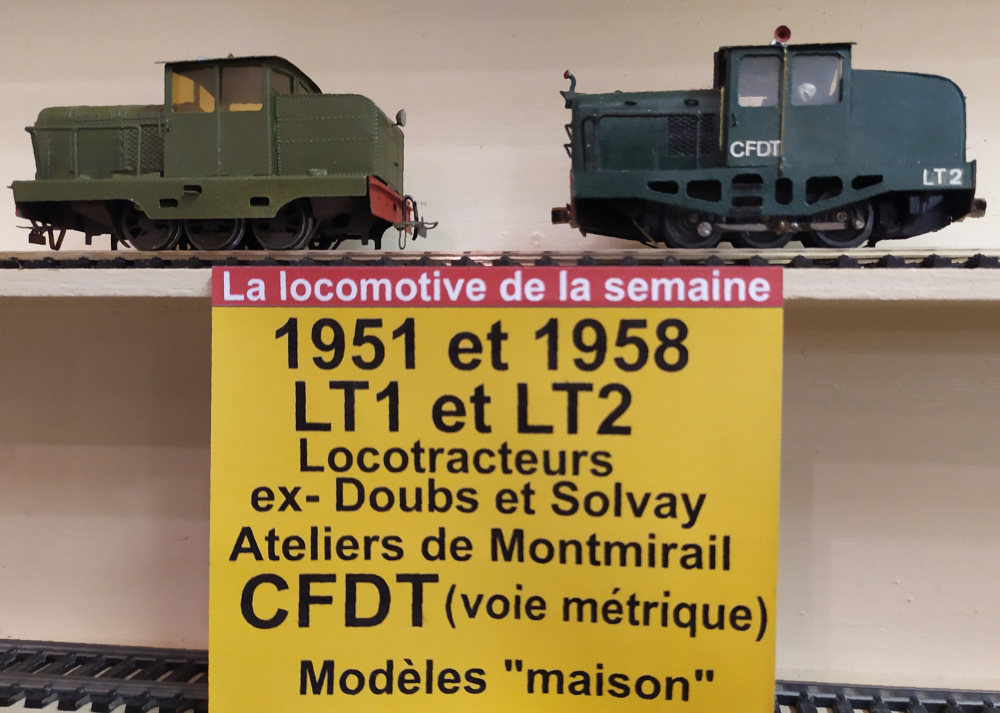 CFDT
LT2
La locomotive de la semaine
1951 et 1958
LT1 et LT2
Locotracteurs
ex- Doubs et Solvay
Ateliers de Montmirail
CFDT (voie métrique)
Modèles "maison"